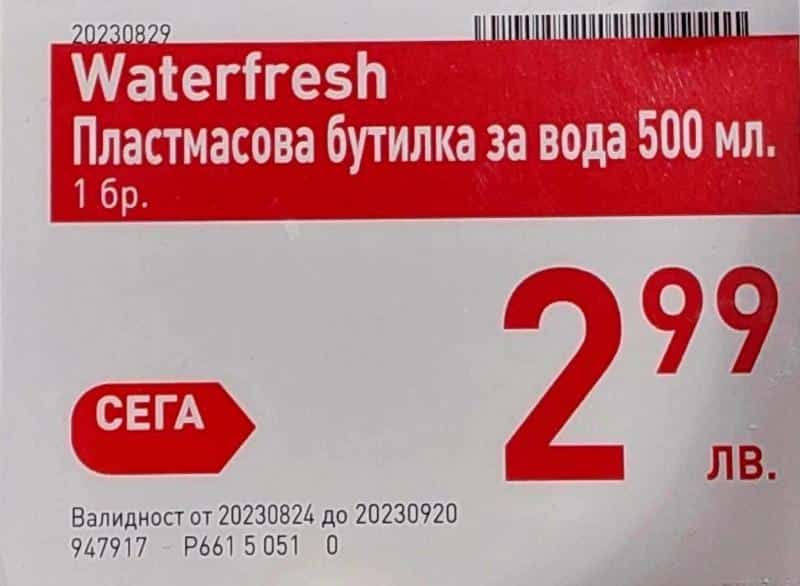 20230829
Waterfresh
Пластмасова бутилка за вода 500 мл.
1 бр.
2 99
СЕГА
лв.
Валидност от 20230824 до 20230920
947917 - P661 5 051 0